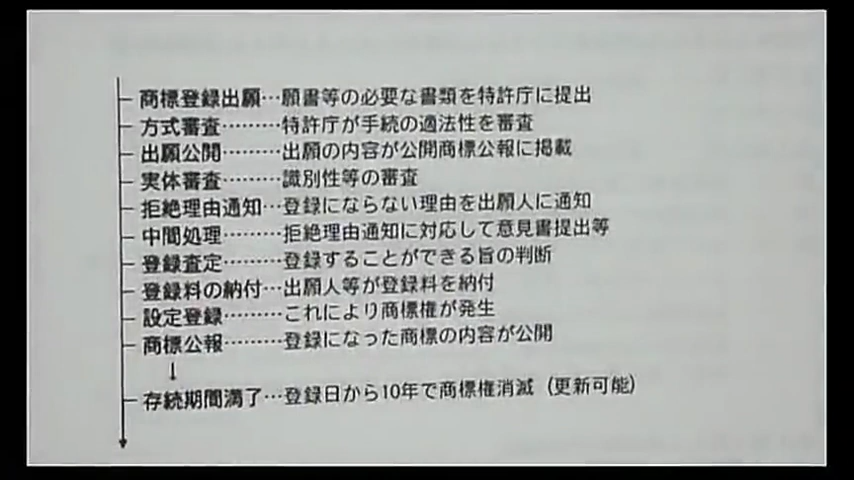 商標登録出願…願書等の必要な書類を特許庁に提出
方式審査………特許庁が手続の適法性を審査
出願公開………出願の内容が公開商標公報に掲載
実体審査………識別性等の審査
拒絶理由通知…登録にならない理由を出願人に通知
中間処理………拒絶理由通知に対応して意見書提出等
登録査定………登録することができる旨の判断
登録料の納付…出願人等が登録料を納付
設定登録………これにより商標権が発生
商標公報………登録になった商標の内容が公開
↓
存続期間満了…登録日から10年で商標権消滅（更新可能）